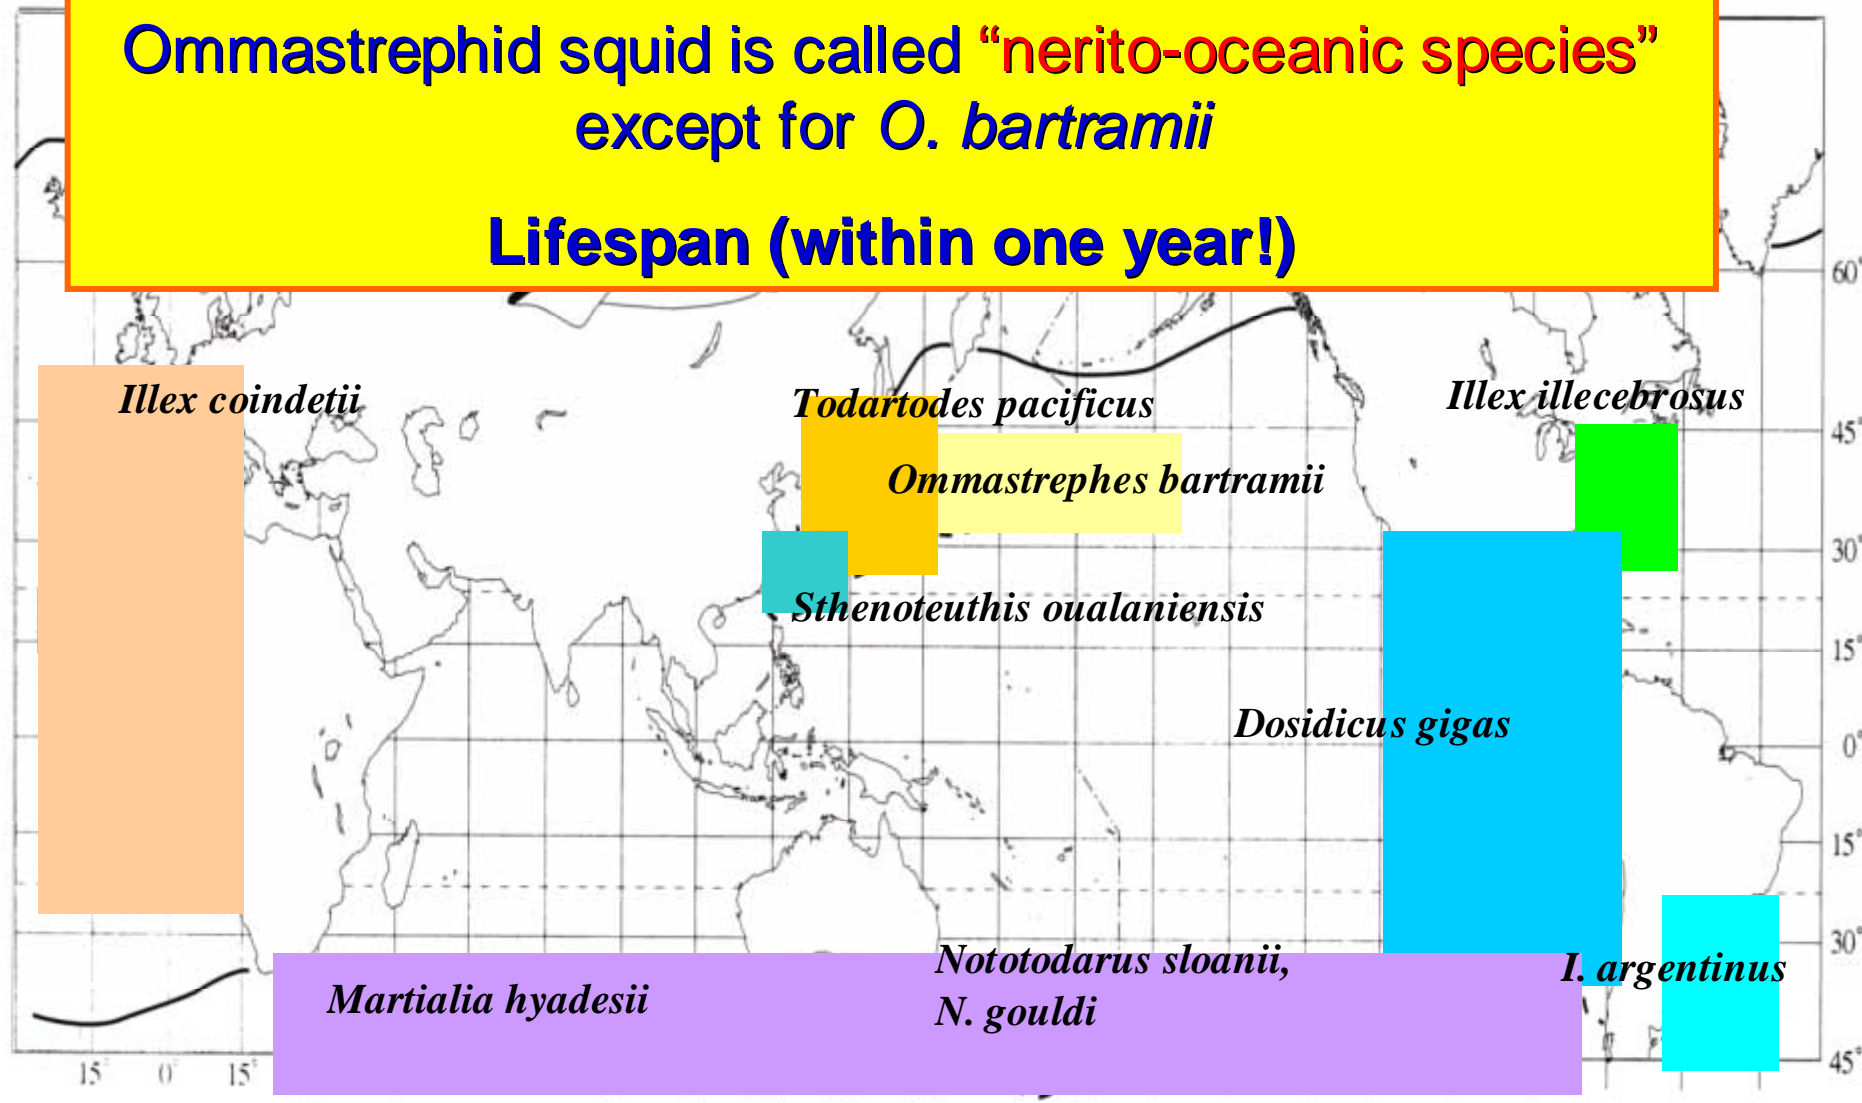 Ommastrephid squid is called “nerito-oceanic species”
except for O. bartramii
Lifespan (within one year!)
60°
Illex coindetii
Todartodes pacificus
Illex illecebrosus
45°
Ommastrephes bartramii
30°
Sthenoteuthis oualaniensis
15°
Dosidicus gigas
0°
15°
30°
Nototodarus sloanii,
N. gouldi
I. argentinus
Martialia hyadesii
45°
15° 0° 15°